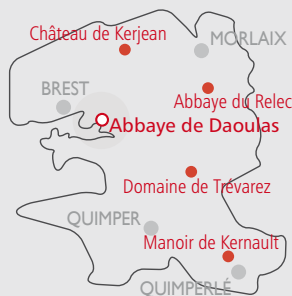 Château de Kerjean
MORLAIX
BREST
Abbaye du Relec
Abbaye de Daoulas
Domaine de Trévarez
QUIMPER
Manoir de Kernault
QUIMPERLÉ